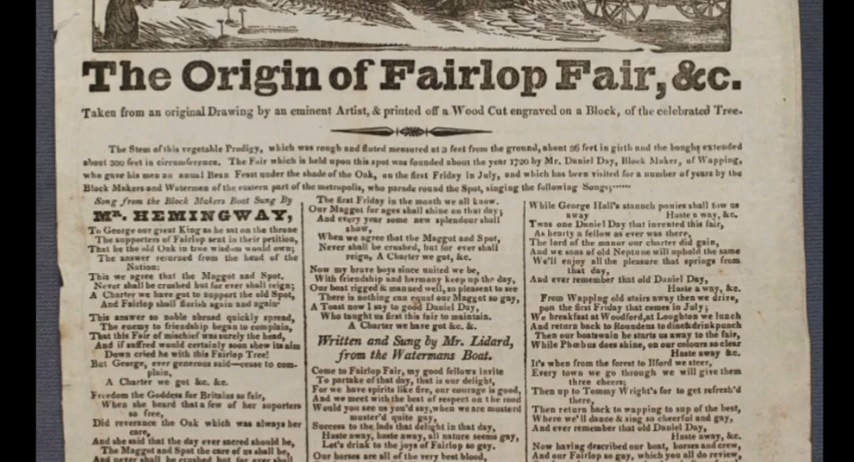 The Origin of Fairlop Fair, &c.
Taken from an original Drawing by an eminent Artist, & printed off a Wood Cut engraved on a Block, of the celebrated Tree.
The Stem of this vegetable Prodigy, which was rough and fluted measured at 3 feet from the ground, about 36 feet in girth and the boughs extended
about 300 feet in circumference. The Fair which is held upon this spot was founded about the year 1720 by Mr. Daniel Day, Block Maker, of Wapping,
who gave his men an anual Bean Feast under the shade of the Oak, on the first Friday in July, and which has been visited for a number of years by the
Block Makers and Watermen of the eastern part of the metropolis, who parade round the Spot, singing the following Songs;------
Song from the Block Makers Boat Sung By
Mr. HEMINGWAY,
To George our great King as he sat on the throne
The supporters of Fairlop sent in their petition,
That he the old Oak in true wisdom would own;
The answer returned from the head of the
Nation:
This we agree that the Maggot and Spot,
Never shall be crushed but for ever shall reign;
A Charter we have got to support the old Spot,
And Fairlop shall florish again and again
This answer so noble abroad quickly spread,
The enemy to friendship began to complain,
That this Fair of mischief was surely the head,
And if suffred would certainly soon shew its aim
Down cried he with this Fairlop Tree!
But George, ever generous said—cease to com-
plain,
A Charter we got &c. &c.
Freedom the Goddess for Britains so fair,
When she heard that a few of her suporters
so free,
Did reverance the Oak which was always her
care,
And she said that the day ever sacred should be,
The Maggot and Spot the care of us shall be,
And never shall be crushed but for ever shall
The first Friday in the month we all know.
Our Maggot for ages shall shine on that day;
And every year some new splendour shall
shew,
When we agree that the Maggot and Spot,
Never shall be crushed, but for ever shall
reign, A Charter we got, &c.
Now my brave boys since united we be,
With friendship and harmony keep up the day,
Our boat rigged & manned well, so pleasent to see
There is nothing can equal our Maggot so gay,
A Toast now I say to good Daniel Day,
Who taught us first this fair to maintain.
A Charter we have got &c. &.
Written and Sung by Mr. Lidard,
from the Watermans Boat.
Come to Fairlop Fair, my good fellows invite
To partake of that day, that is our delight,
For we have spirits like fire, our courage is good,
And we meet with the best of respect on the road
Would you see us you'd say, when we are musterd
muster'd quite gay,
Success to the lads that delight in that day,
Haste away, haste away, all nature seems gay,
Let's drink to the joys of Fairlop so gay.
Our horses are all of the very best blood,
While George Hall's staunch ponies shall tow us
away Haste a way, &c.
Twas one Daniel Day that invented this fair,
As hearty a fellow as ever was there,
The lord of the manor our charter did gain,
And we sons of old Neptune will uphold the same
We'll enjoy all the pleasure that springs from
that day,
And ever remember that old Daniel Day,
Haste a way, &c.
From Wapping old stairs away then we drive,
pon the first Friday that comes in July;
We breakfast at Woodford, at Loughton we lunch
And return back to Roundens to dine & drink punch
Then our boatswain he starts us away to the fair,
While Phœbus does shine, on our colours so clear
Haste away &c.
It's when from the forest to Ilford we steer,
Every town we go through we will give them
three cheers;
Then up to Tommy Wright's for to get refresh'd
there,
Then return back to wapping to sup of the best,
Where we'll dance & sing so cheerful and gay,
And ever remember that old Daniel Day,
Haste a way, &c.
Now having described our boat, horses and crew,
And our Fairlop so gay, which you all do review,